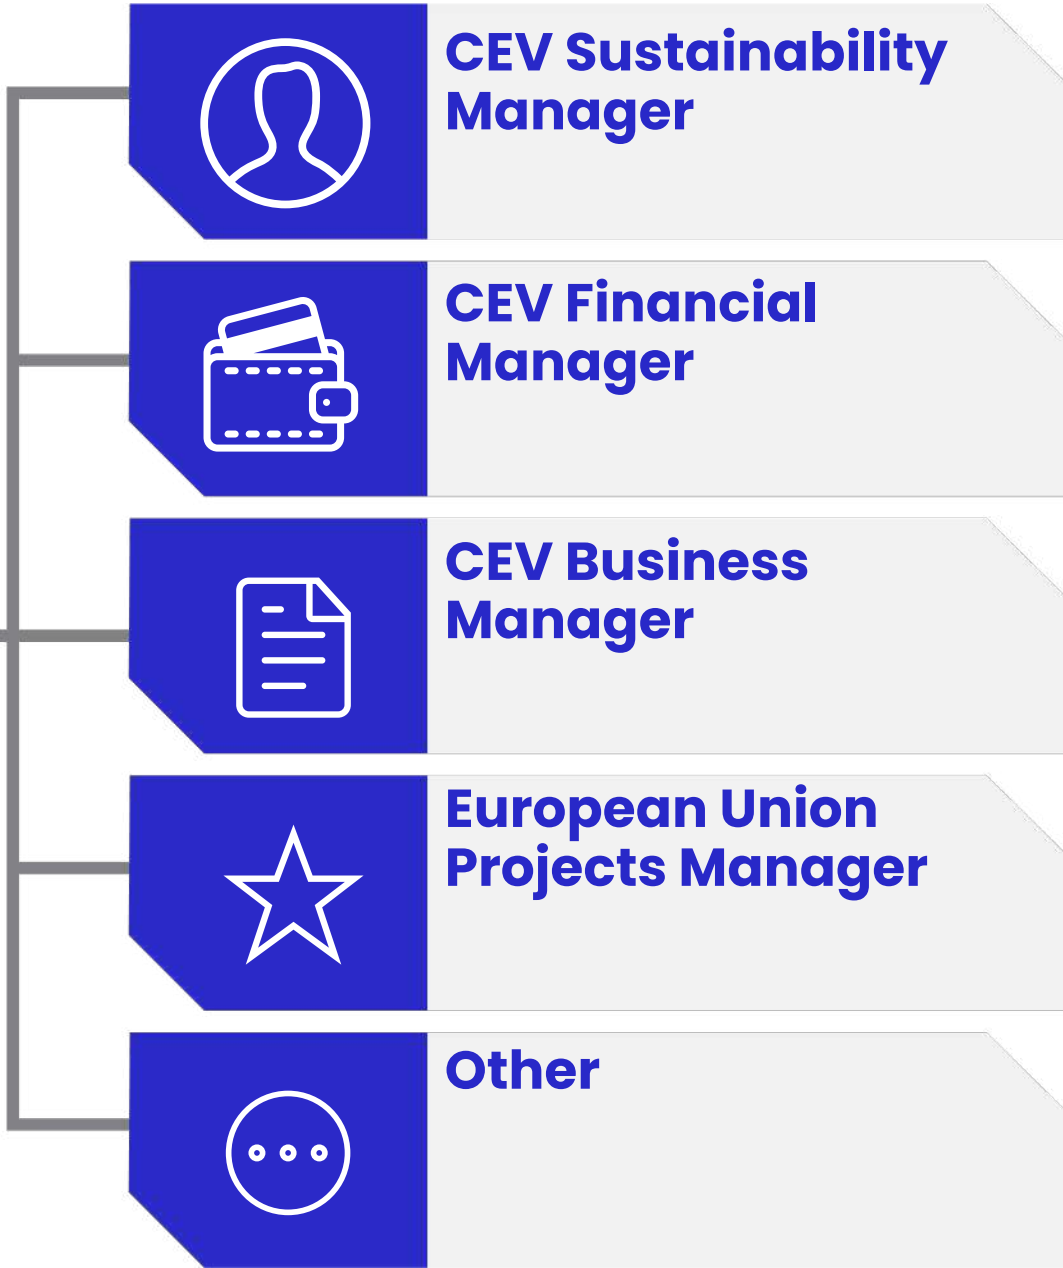 CEV Sustainability
Manager
CEV Financial
Manager
CEV Business
Manager
European Union
Projects Manager
Other